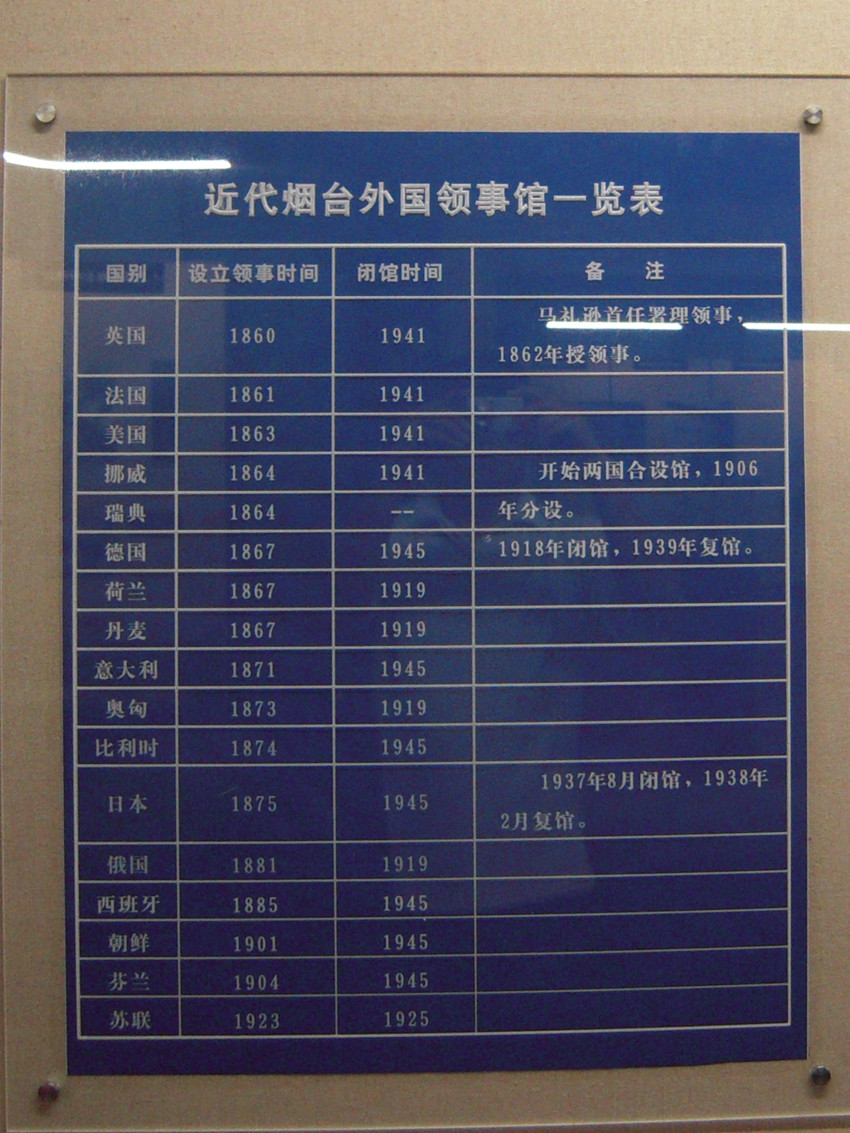 近代烟台外国领事馆一览表
国别 设立领事时间 闭馆时间 备 注
英国 1860 1941 马礼逊首任署理领事，
1862年授领事。
法国 1861 1941
美国 1863 1941
挪威 1864 1941 开始两国合设馆，1906
瑞典 1864 -- 年分设。
德国 1867 1945 1918年闭馆，1939年复馆。
荷兰 1867 1919
丹麦 1867 1919
意大利 1871 1945
奥匈 1873 1919
比利时 1874 1945
日本 1875 1945 1937年8月闭馆，1938年
2月复馆。
俄国 1881 1919
西班牙 1885 1945
朝鲜 1901 1945
芬兰 1904 1945
苏联 1923 1925